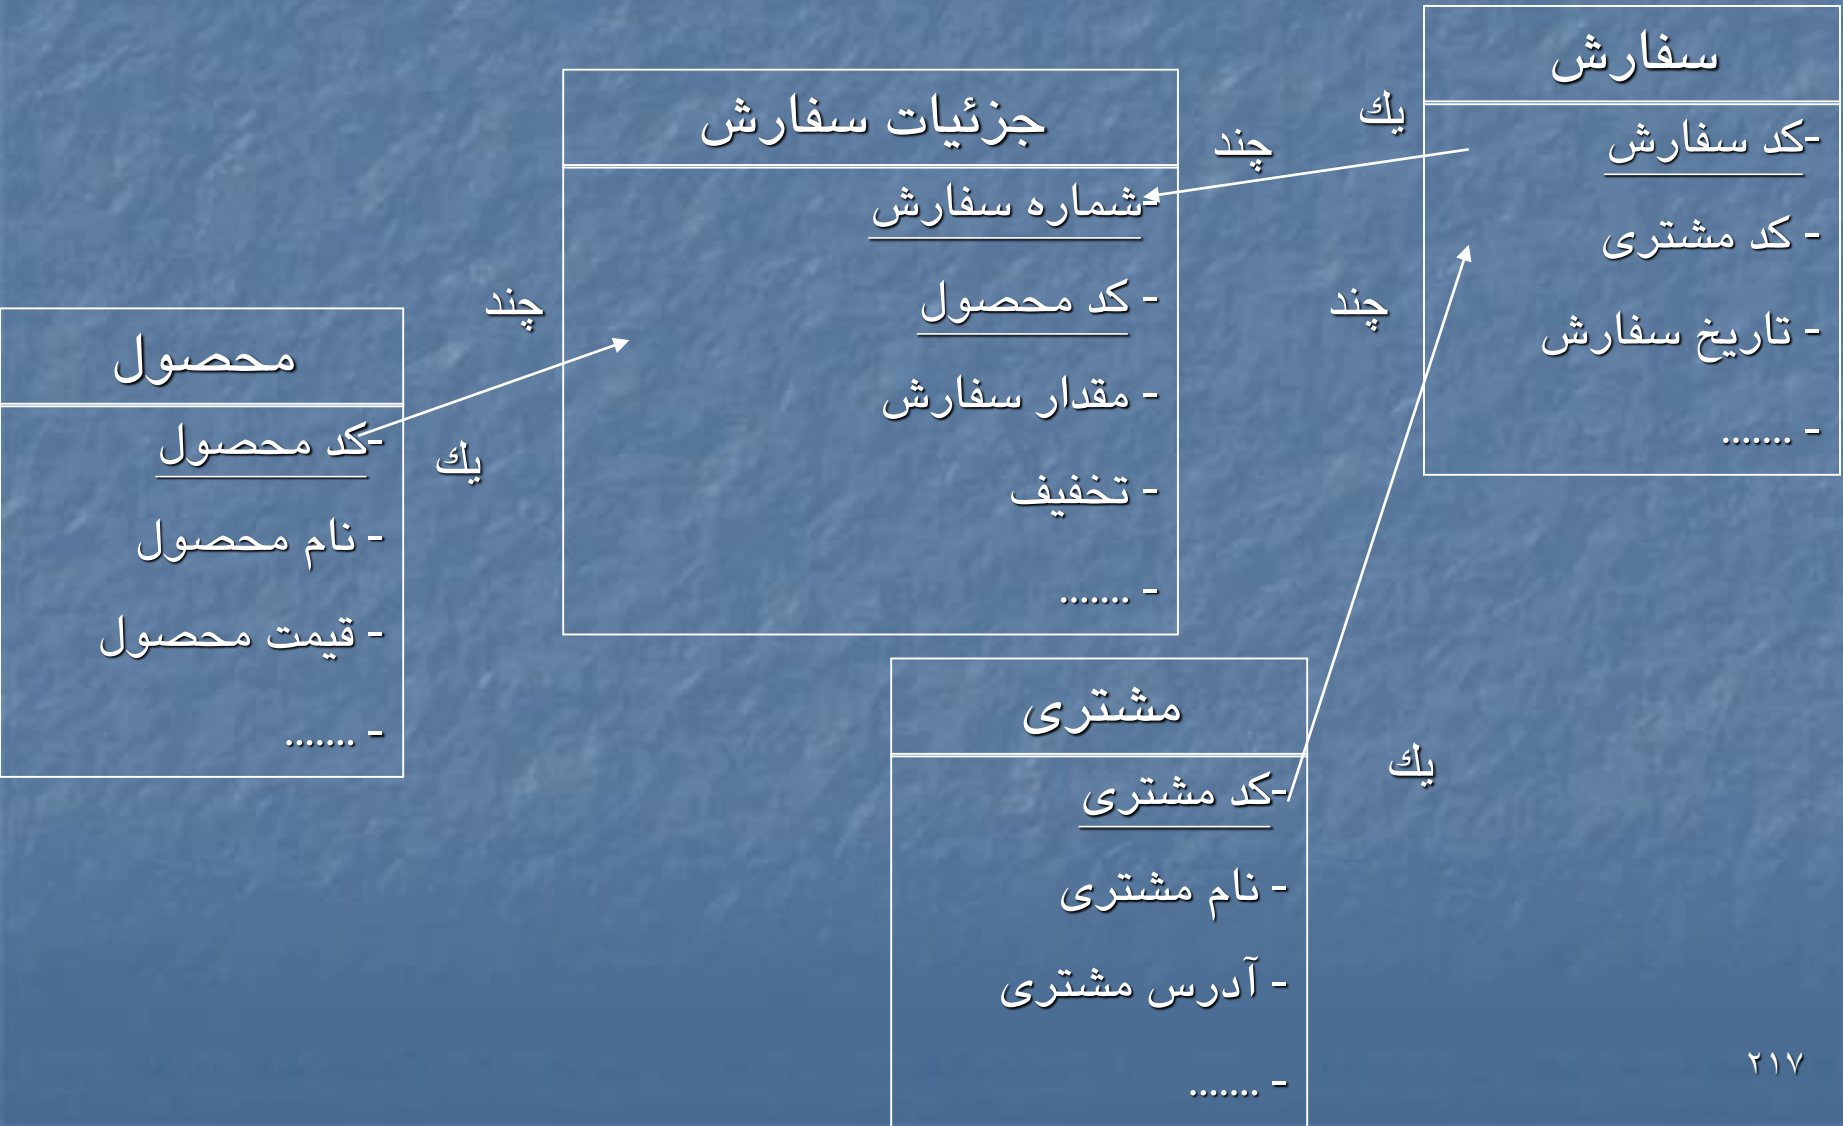 سفارش
-کد سفارش
- کد مشتری
- تاریخ سفارش
- .......
يك
چند
چند
جزئیات سفارش
-شماره سفارش
- کد محصول
- مقدار سفارش
- تخفیف
- .......
چند
يك
محصول
-کد محصول
- نام محصول
- قیمت محصول
- .......
مشتری
-کد مشتری
- نام مشتری
- آدرس مشتری
- .......
يك
۲۱۷